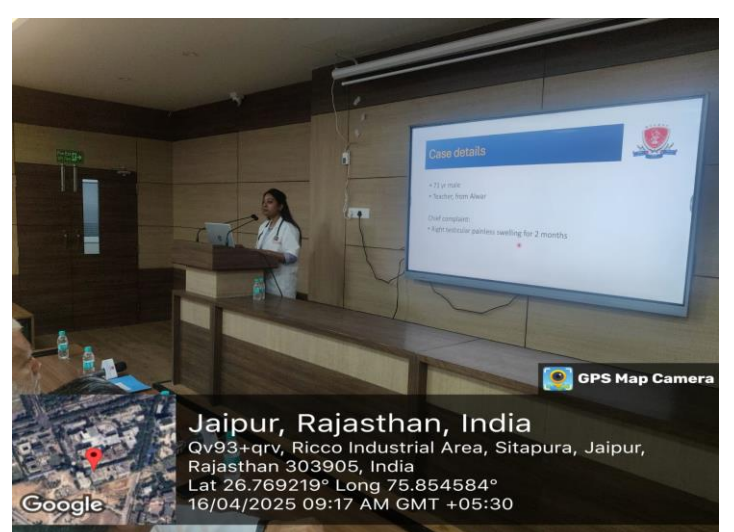 Case details
• 71 yr male
• Teacher, from Alwar
Chief complaint:
• Right testicular painless swelling for 2 months
GPS Map Camera
Jaipur, Rajasthan, India
Qv93+qrv, Ricco Industrial Area, Sitapura, Jaipur,
Rajasthan 303905, India
Lat 26.769219° Long 75.854584°
16/04/2025 09:17 AM GMT +05:30
Google